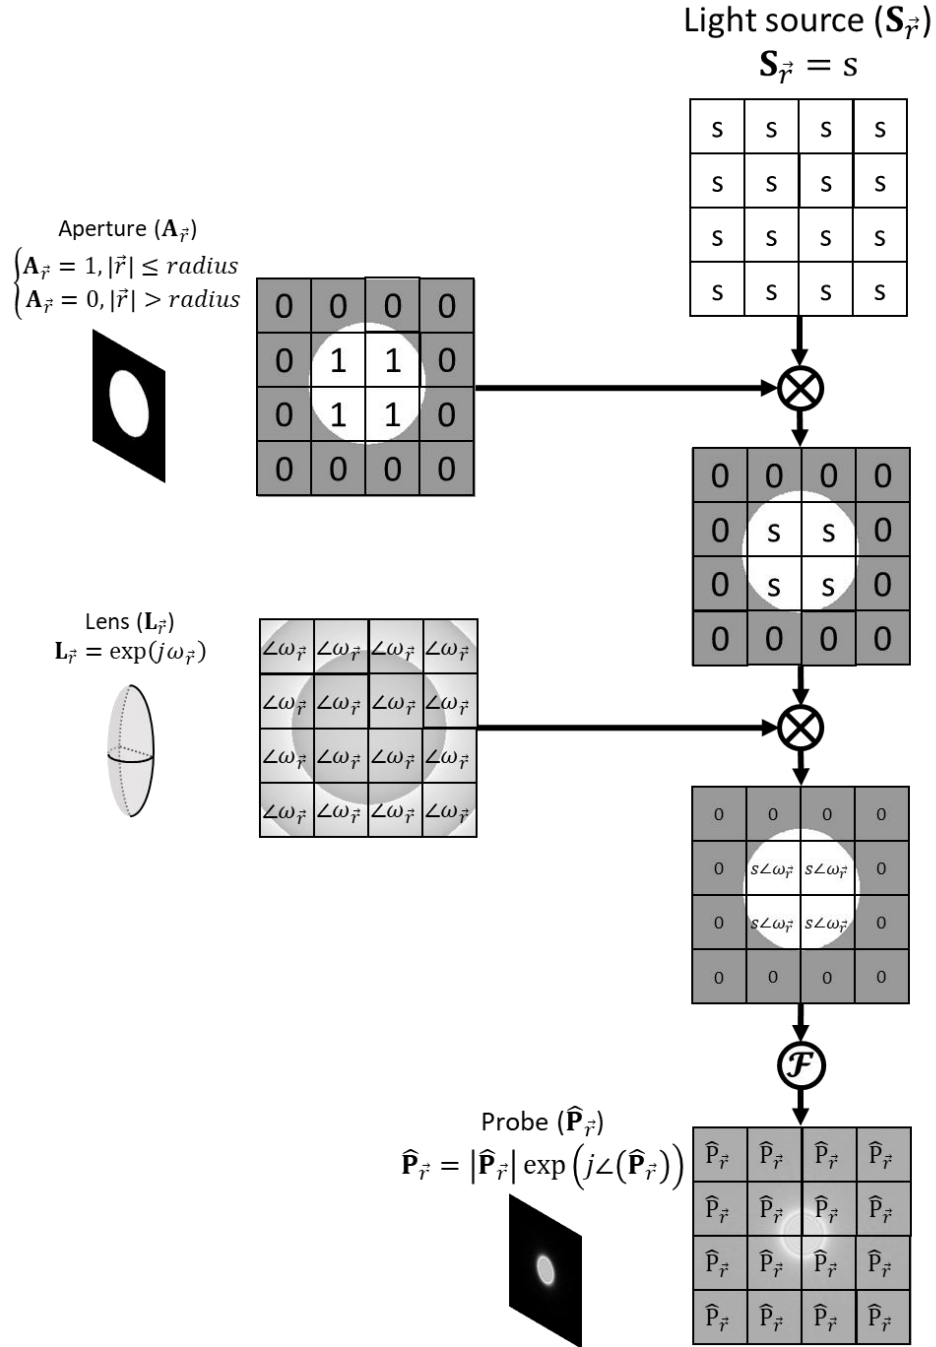 Light source (𝐒_r⃗)
𝐒_r⃗ = s
s s s s
s s s s
s s s s
s s s s
Aperture (𝐀_r⃗)
{𝐀_r⃗ = 1, |r⃗| ≤ radius
{𝐀_r⃗ = 0, |r⃗| > radius
0 0 0 0
0 1 1 0
0 1 1 0
0 0 0 0
⊗
0 0 0 0
0 s s 0
0 s s 0
0 0 0 0
Lens (𝐋_r⃗)
𝐋_r⃗ = exp(jω_r⃗)
∠ω_r⃗ ∠ω_r⃗ ∠ω_r⃗ ∠ω_r⃗
∠ω_r⃗ ∠ω_r⃗ ∠ω_r⃗ ∠ω_r⃗
∠ω_r⃗ ∠ω_r⃗ ∠ω_r⃗ ∠ω_r⃗
∠ω_r⃗ ∠ω_r⃗ ∠ω_r⃗ ∠ω_r⃗
⊗
0 0 0 0
0 s∠ω_r⃗ s∠ω_r⃗ 0
0 s∠ω_r⃗ s∠ω_r⃗ 0
0 0 0 0
ℱ
Probe (𝐏̂_r⃗)
𝐏̂_r⃗ = |𝐏̂_r⃗| exp(j∠(𝐏̂_r⃗))
P̂_r⃗ P̂_r⃗ P̂_r⃗ P̂_r⃗
P̂_r⃗ P̂_r⃗ P̂_r⃗ P̂_r⃗
P̂_r⃗ P̂_r⃗ P̂_r⃗ P̂_r⃗
P̂_r⃗ P̂_r⃗ P̂_r⃗ P̂_r⃗